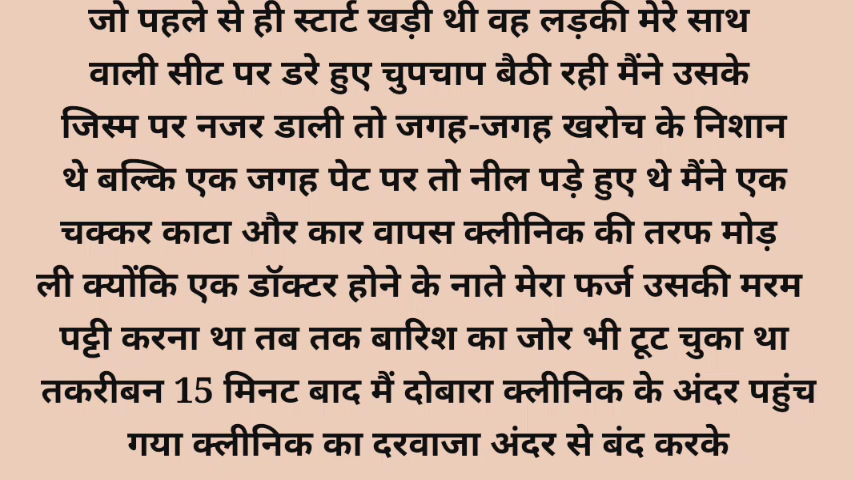 जो पहले से ही स्टार्ट खड़ी थी वह लड़की मेरे साथ
वाली सीट पर डरे हुए चुपचाप बैठी रही मैंने उसके
जिस्म पर नजर डाली तो जगह-जगह खरोच के निशान
थे बल्कि एक जगह पेट पर तो नील पड़े हुए थे मैंने एक
चक्कर काटा और कार वापस क्लीनिक की तरफ मोड़
ली क्योंकि एक डॉक्टर होने के नाते मेरा फर्ज उसकी मरम
पट्टी करना था तब तक बारिश का जोर भी टूट चुका था
तकरीबन 15 मिनट बाद मैं दोबारा क्लीनिक के अंदर पहुंच
गया क्लीनिक का दरवाजा अंदर से बंद करके